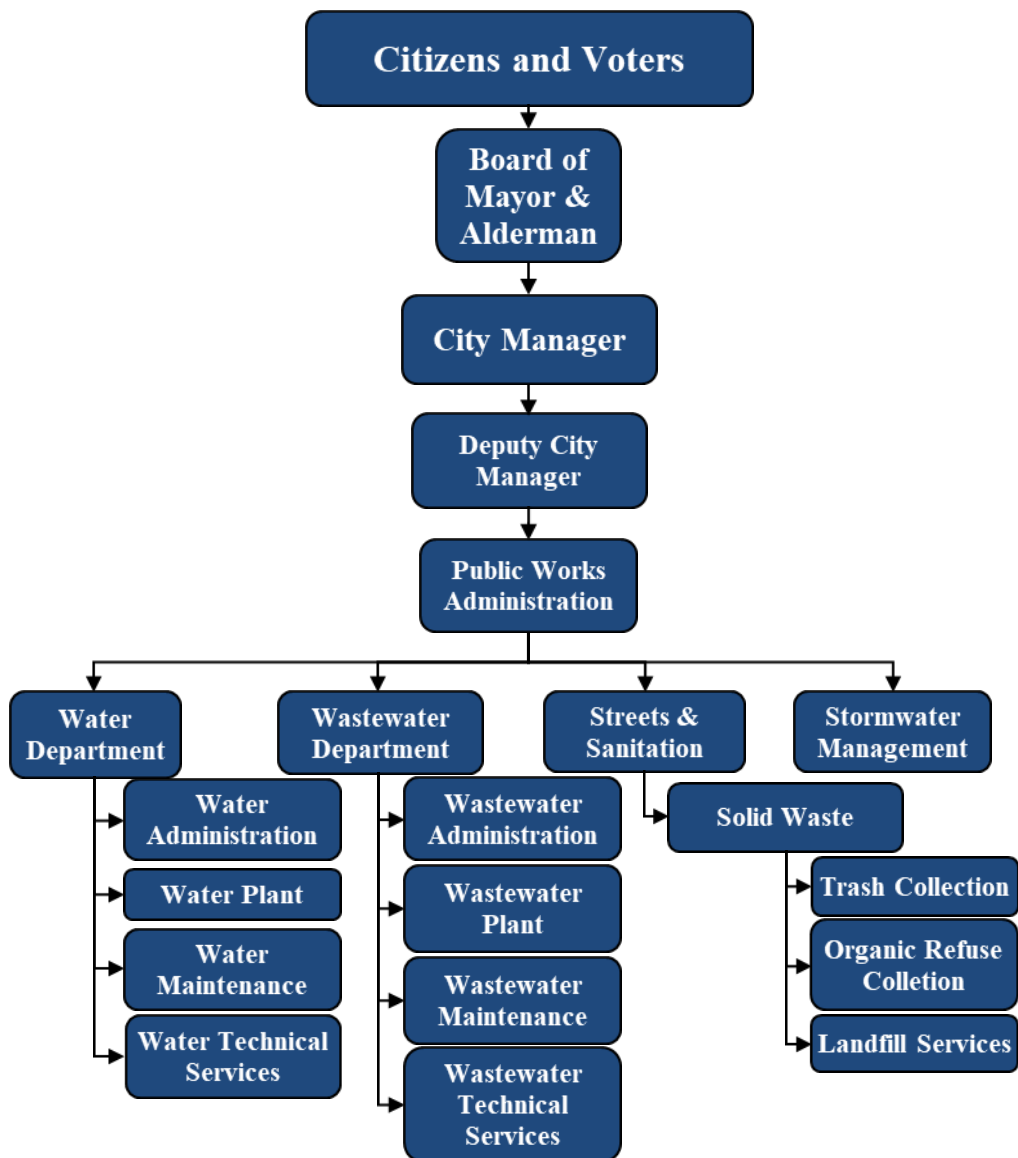 Citizens and Voters
Board of
Mayor &
Alderman
City Manager
Deputy City
Manager
Public Works
Administration
Water
Department
Wastewater
Department
Streets &
Sanitation
Stormwater
Management
Water
Administration
Water Plant
Water
Maintenance
Water Technical
Services
Wastewater
Administration
Wastewater
Plant
Wastewater
Maintenance
Wastewater
Technical
Services
Solid Waste
Trash Collection
Organic Refuse
Colletion
Landfill Services